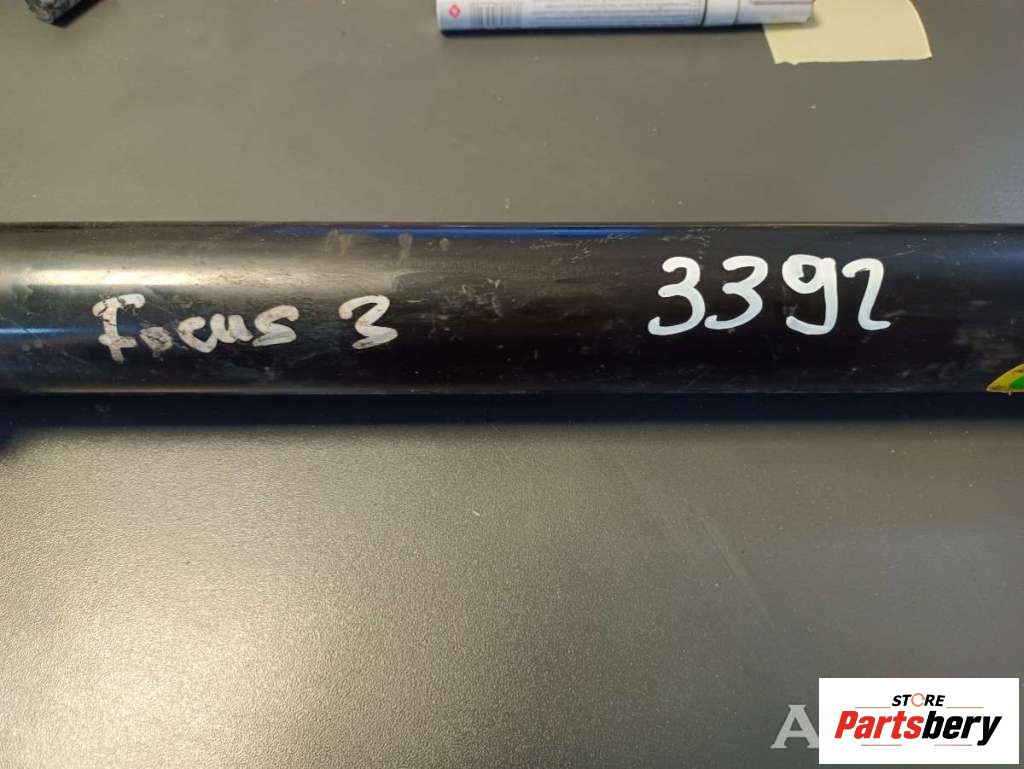 Focus 3 3392
STORE
Partsbery
A